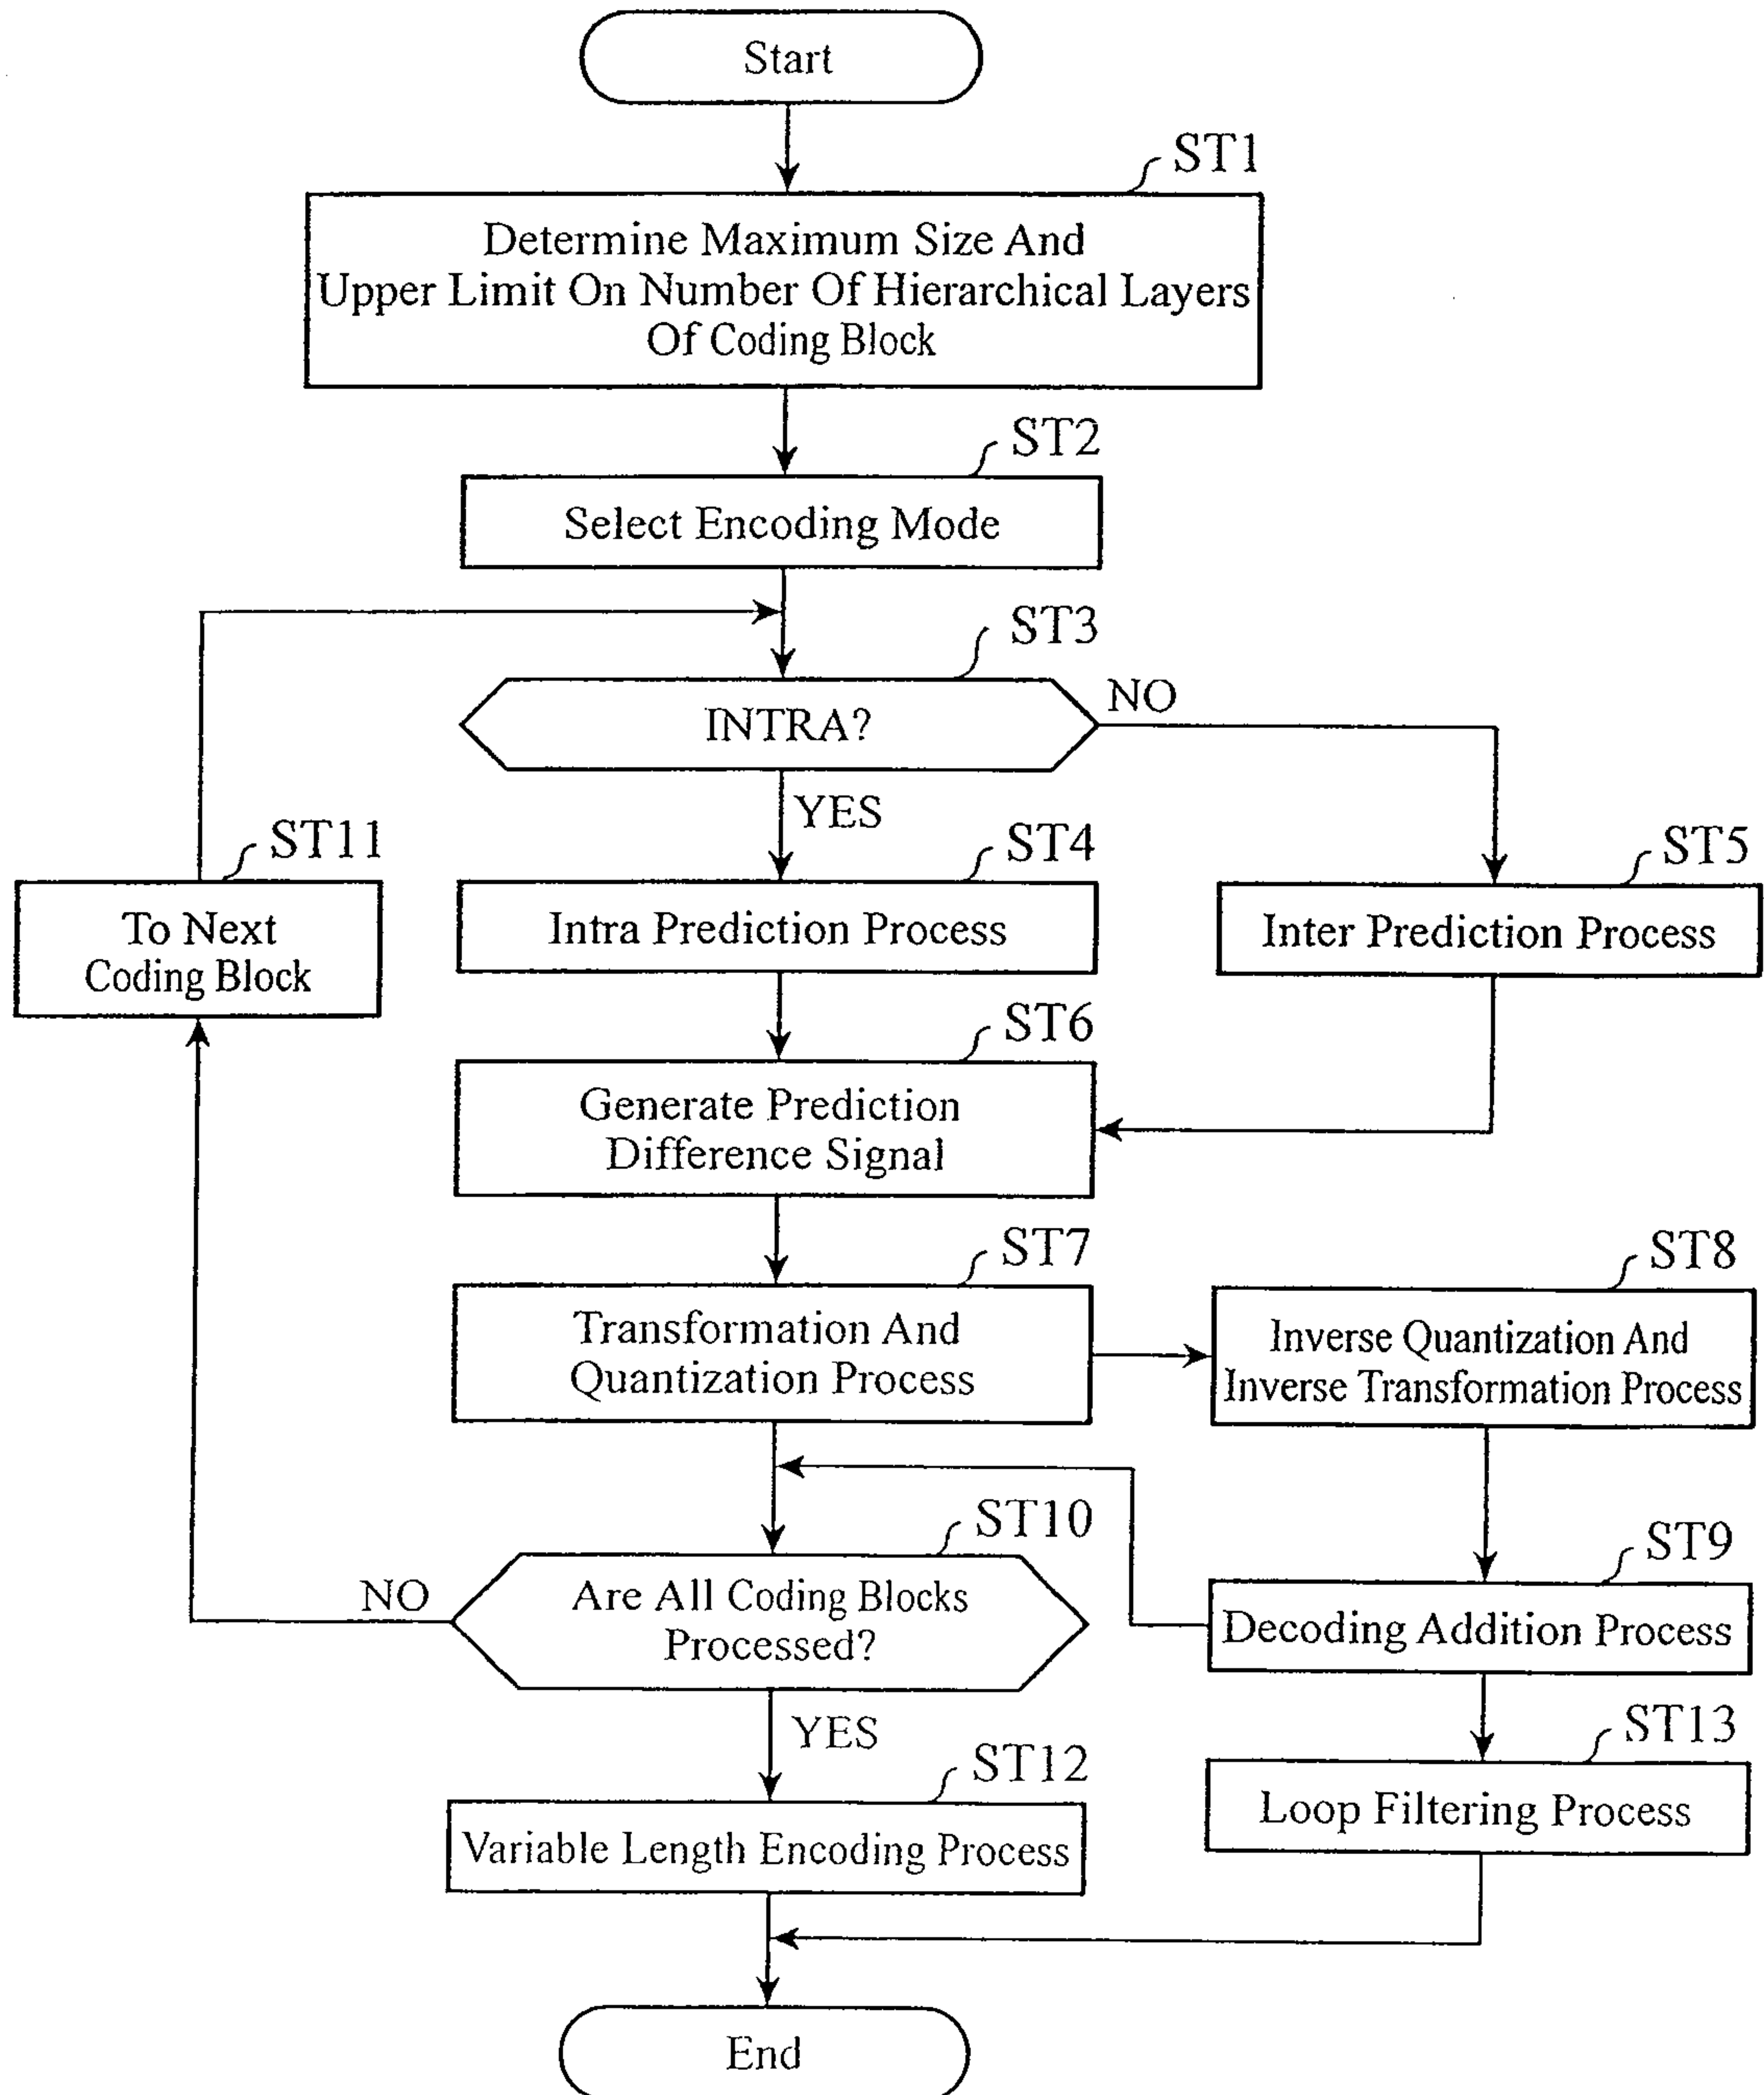 Start
ST1
Determine Maximum Size And
Upper Limit On Number Of Hierarchical Layers
Of Coding Block
ST2
Select Encoding Mode
ST3
INTRA?
NO
YES
ST11
To Next
Coding Block
ST4
Intra Prediction Process
ST5
Inter Prediction Process
ST6
Generate Prediction
Difference Signal
ST7
Transformation And
Quantization Process
ST8
Inverse Quantization And
Inverse Transformation Process
ST10
Are All Coding Blocks
Processed?
NO
YES
ST9
Decoding Addition Process
ST13
Loop Filtering Process
ST12
Variable Length Encoding Process
End